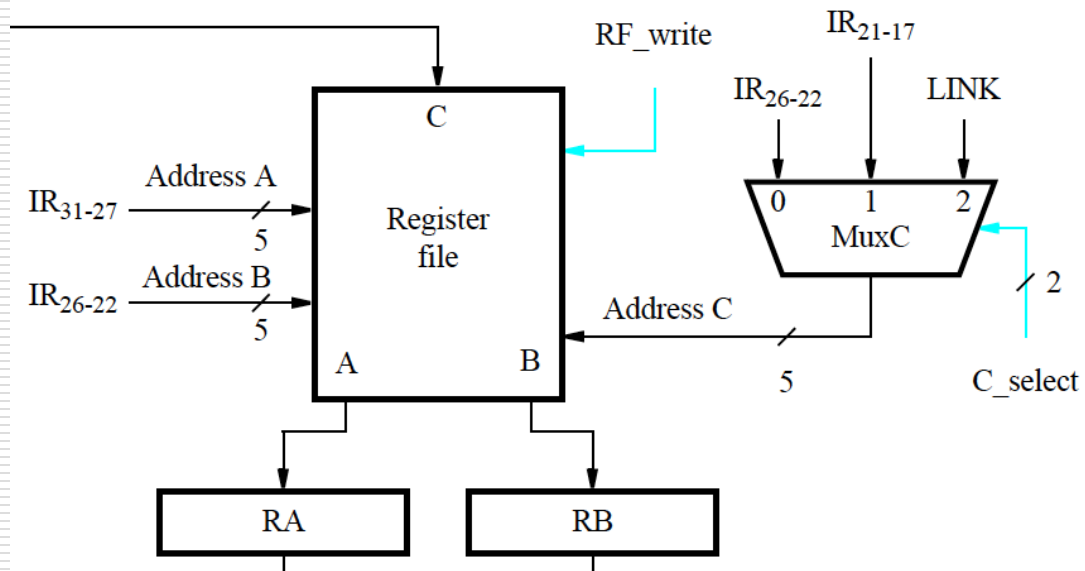 RF_write
IR21-17
IR26-22
LINK
C
Address A
IR31-27
5
Register
file
0 1 2
MuxC
Address B
IR26-22
5
2
Address C
5
C_select
A
B
RA
RB